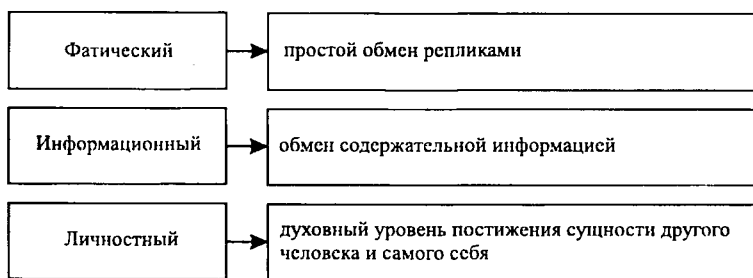 Фатический
простой обмен репликами
Информационный
обмен содержательной информацией
Личностный
духовный уровень постижения сущности другого
человека и самого себя